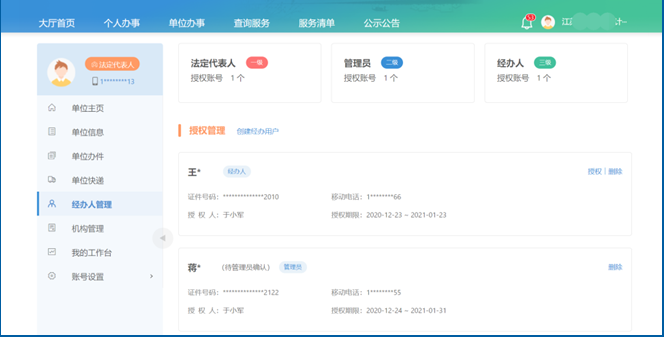 大厅首页 个人办事 单位办事 查询服务 服务清单 公示公告 53
法定代表人
1********13
单位主页
单位信息
单位办件
单位快递
经办人管理
机构管理
我的工作台
账号设置
法定代表人 一级
授权账号 1 个
管理员 二级
授权账号 1 个
经办人 三级
授权账号 1 个
授权管理 创建经办用户
王* 经办人 授权 | 删除
证件号码：**************2010 移动电话：1********66
授 权 人：于小军 授权期限：2020-12-23 ~ 2021-01-23
蒋* （待管理员确认） 管理员 删除
证件号码：**************2122 移动电话：1********55
授 权 人：于小军 授权期限：2020-12-24 ~ 2021-01-31